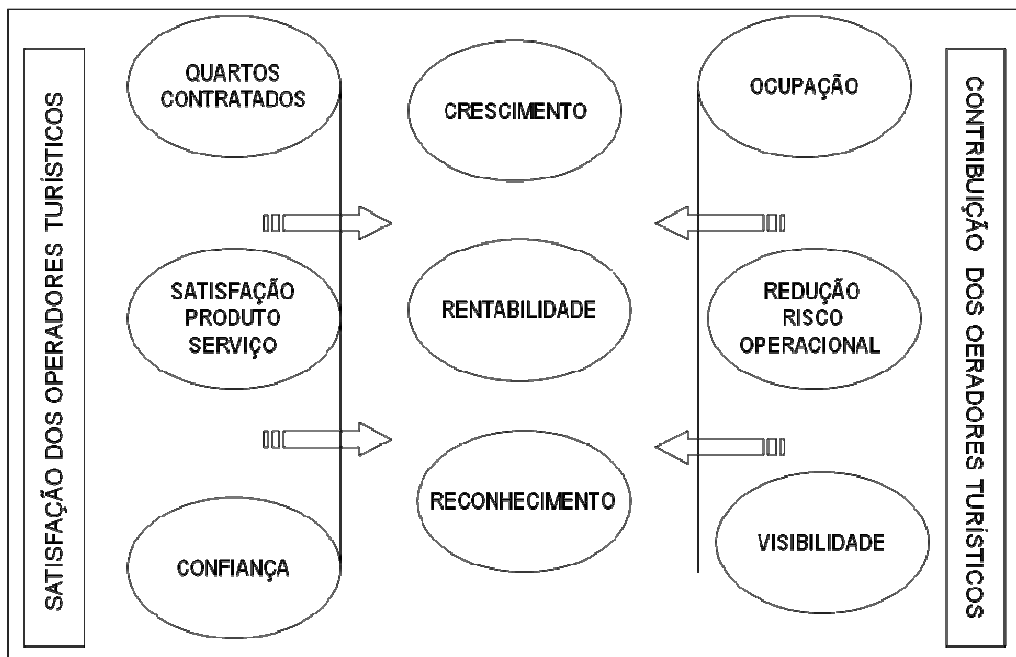 SATISFAÇÃO DOS OPERADORES TURÍSTICOS
QUARTOS
CONTRATADOS
SATISFAÇÃO
PRODUTO
SERVIÇO
CONFIANÇA
CRESCIMENTO
RENTABILIDADE
RECONHECIMENTO
OCUPAÇÃO
REDUÇÃO
RISCO
OPERACIONAL
VISIBILIDADE
CONTRIBUIÇÃO DOS OERADORES TURÍSTICOS